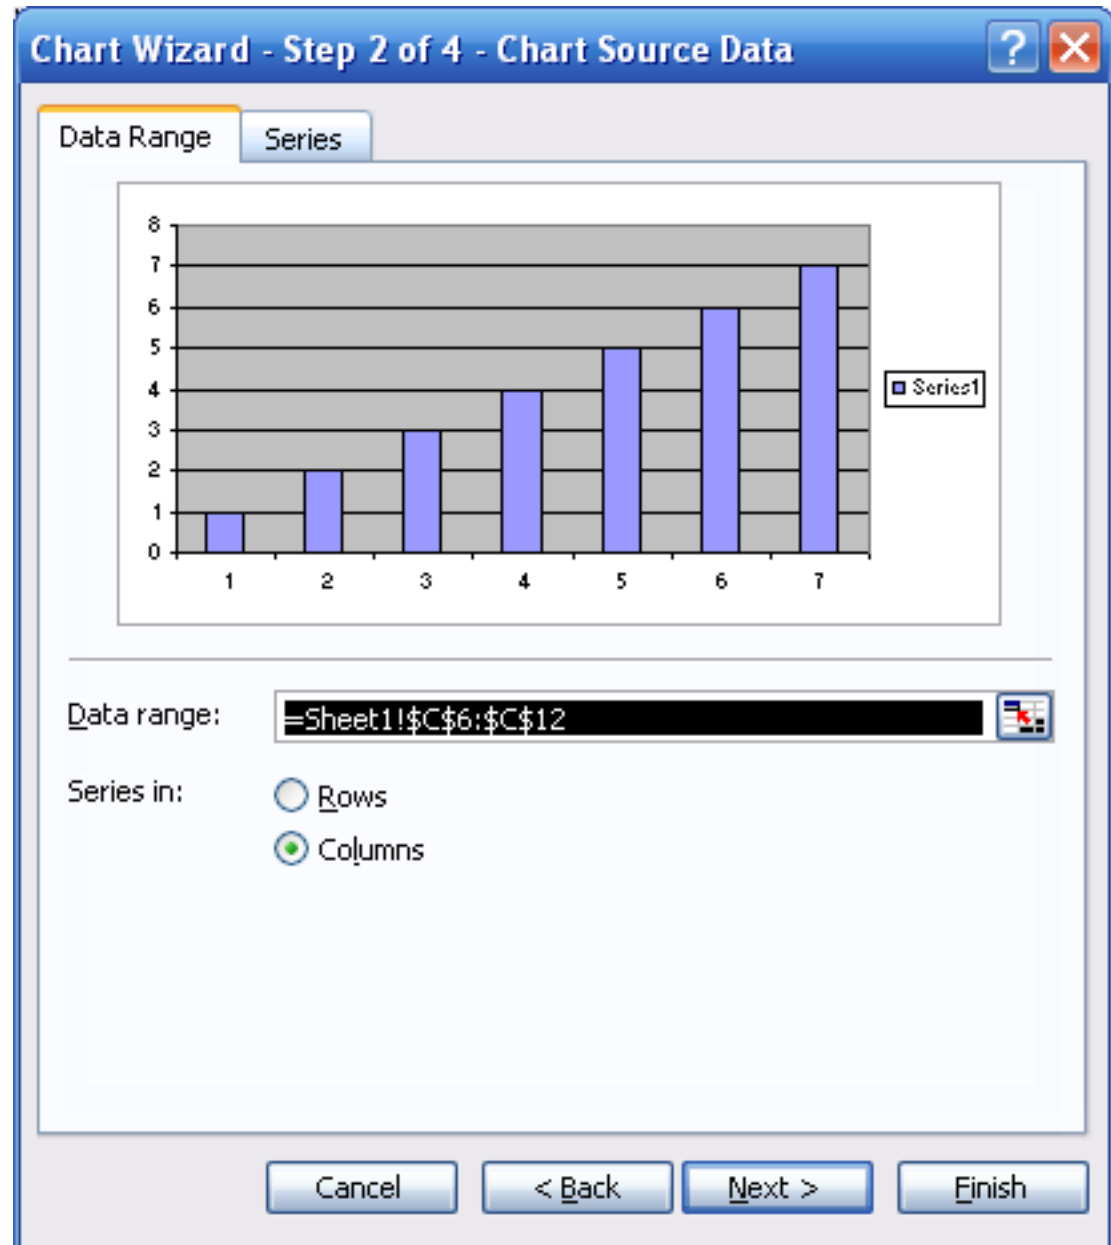 Chart Wizard - Step 2 of 4 - Chart Source Data
Data Range Series
8
7
6
5
4
3
2
1
0
1 2 3 4 5 6 7
Series1
Data range: =Sheet1!$C$6:$C$12
Series in: Rows
Columns
Cancel < Back Next > Finish